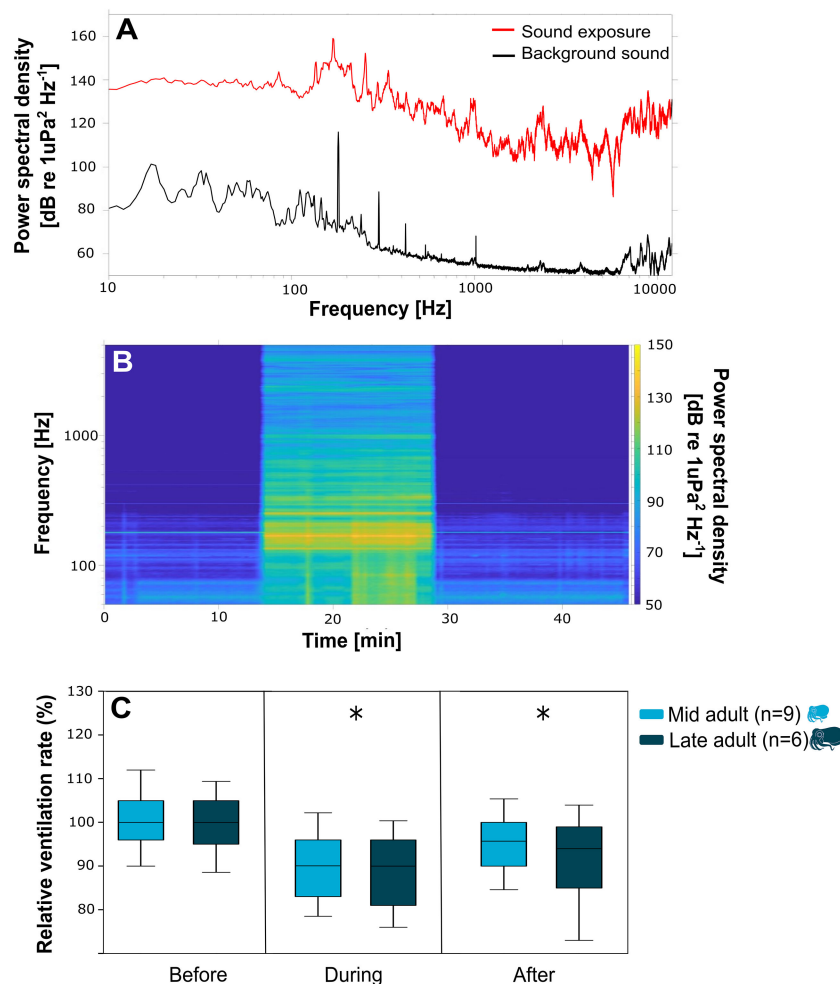 A
Sound exposure
Background sound
Power spectral density
[dB re 1uPa² Hz⁻¹]
160
140
120
100
80
60
10
100
1000
10000
Frequency [Hz]
B
Frequency [Hz]
1000
100
0
10
20
30
40
Time [min]
150
130
110
90
70
50
Power spectral density
[dB re 1uPa² Hz⁻¹]
C
Relative ventilation rate (%)
130
120
110
100
90
80
*
*
Mid adult (n=9)
Late adult (n=6)
Before
During
After